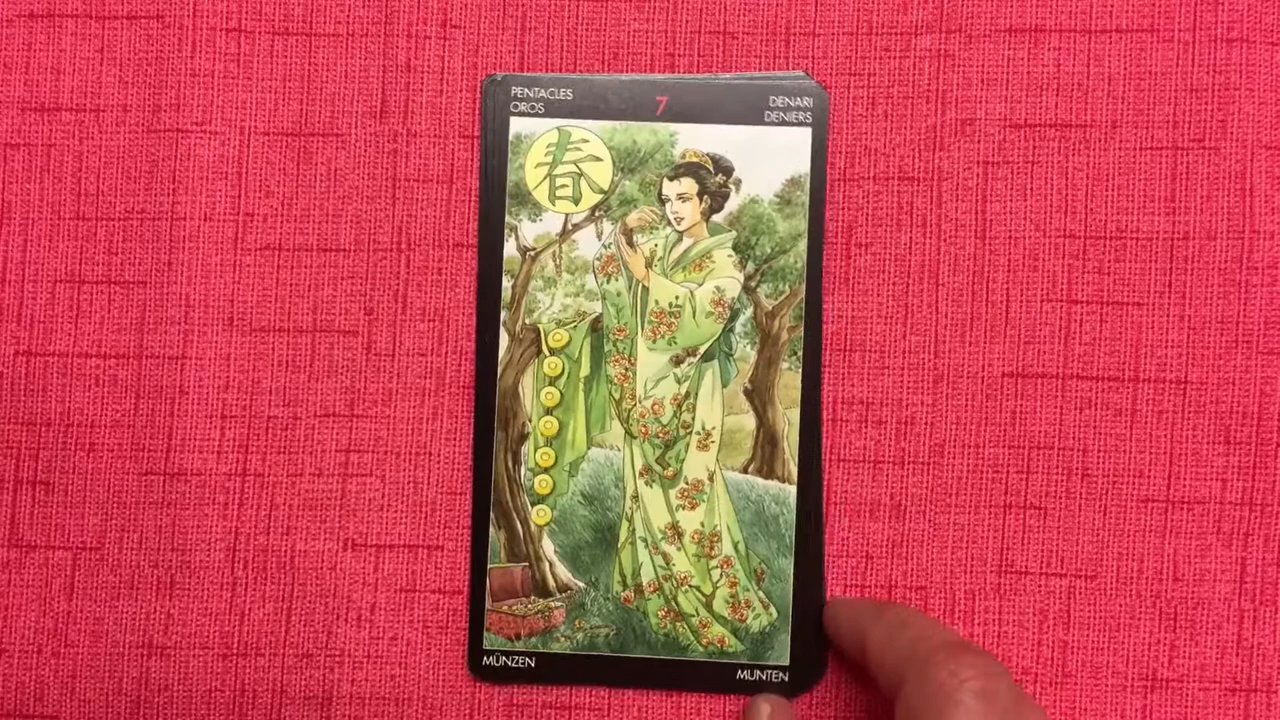 PENTACLES
OROS
7
DENARI
DENIERS
春
MÜNZEN
MUNTEN